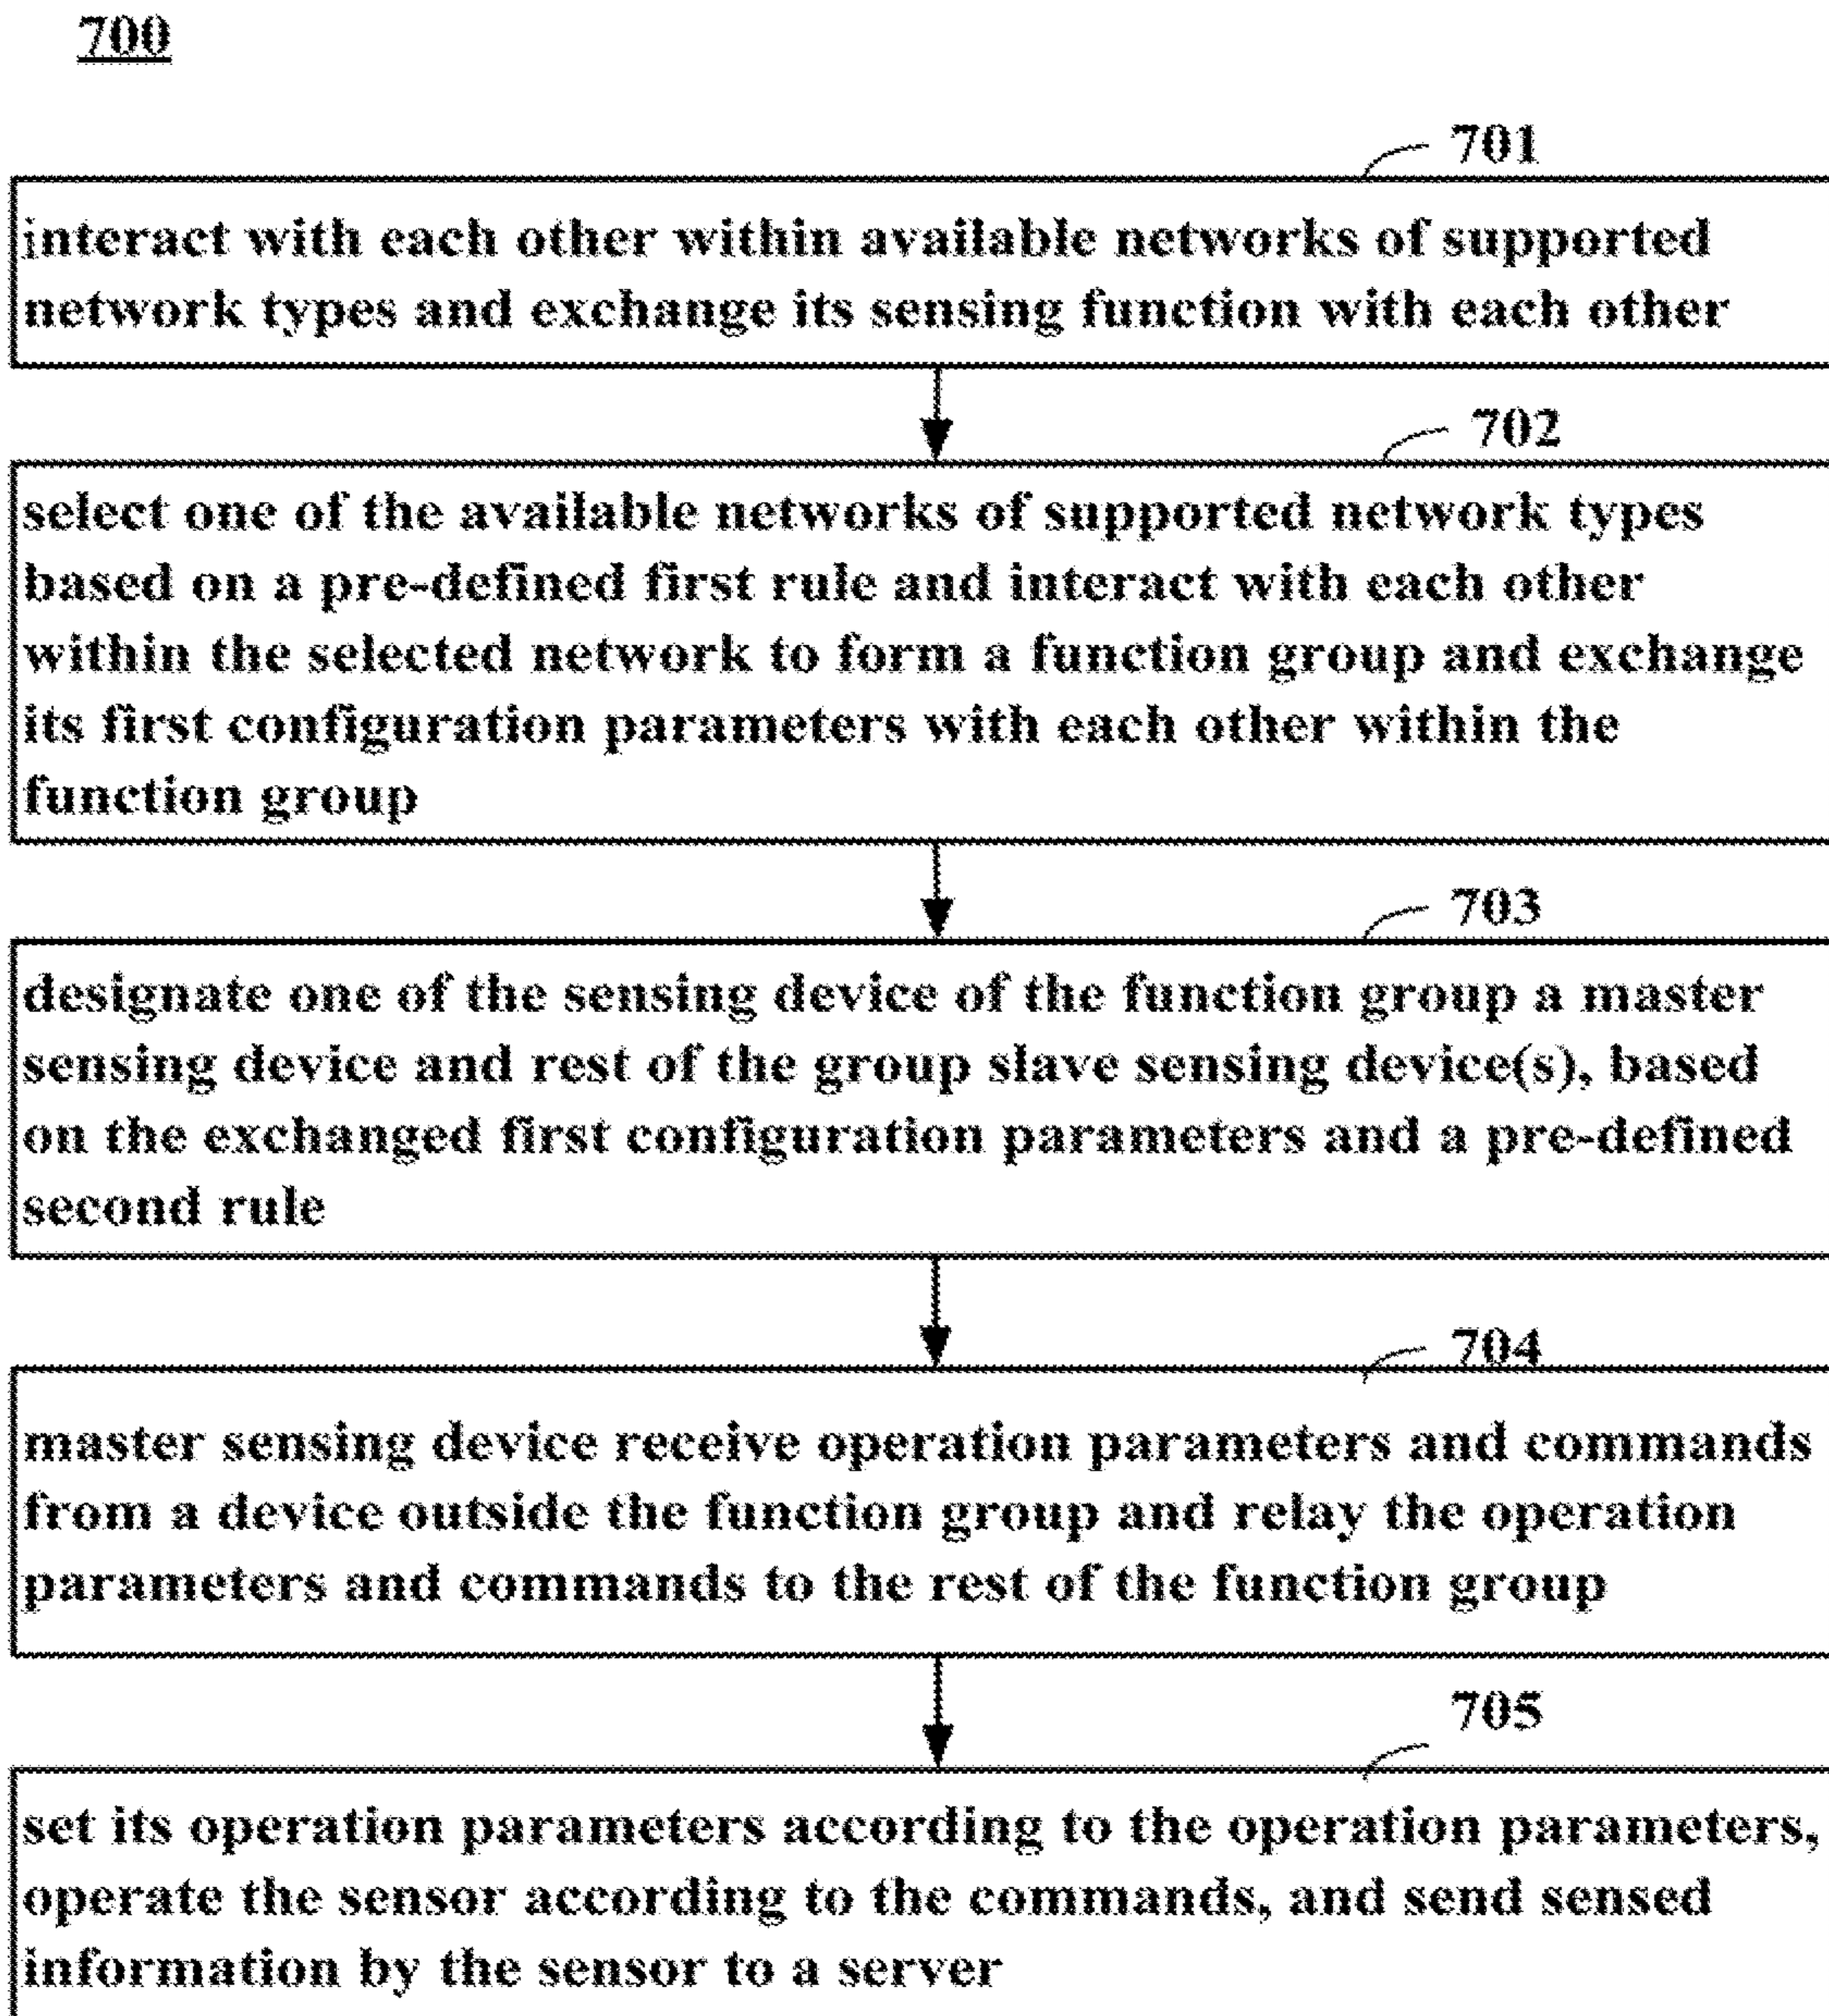 700
701
interact with each other within available networks of supported
network types and exchange its sensing function with each other
702
select one of the available networks of supported network types
based on a pre-defined first rule and interact with each other
within the selected network to form a function group and exchange
its first configuration parameters with each other within the
function group
703
designate one of the sensing device of the function group a master
sensing device and rest of the group slave sensing device(s), based
on the exchanged first configuration parameters and a pre-defined
second rule
704
master sensing device receive operation parameters and commands
from a device outside the function group and relay the operation
parameters and commands to the rest of the function group
705
set its operation parameters according to the operation parameters,
operate the sensor according to the commands, and send sensed
information by the sensor to a server